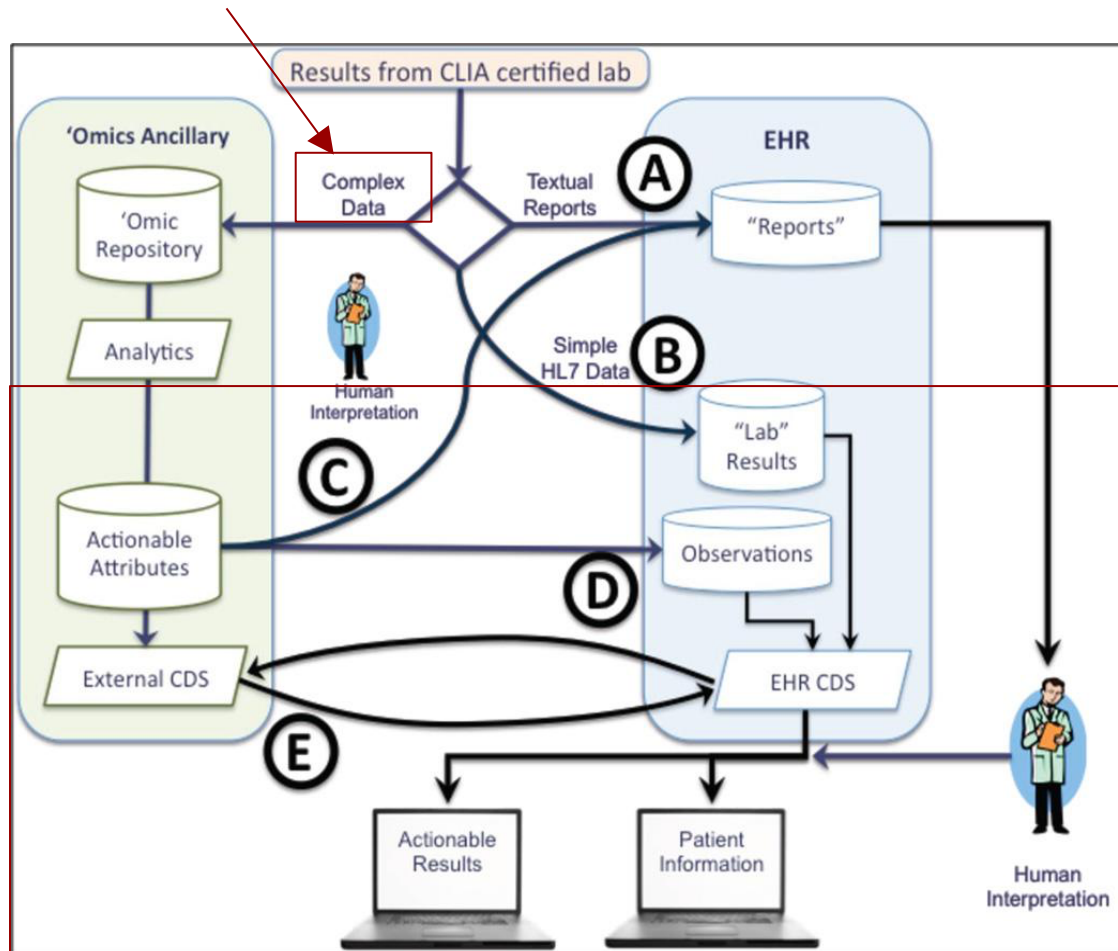 Results from CLIA certified lab
'Omics Ancillary
EHR
Complex
Data
Textual
Reports
A
'Omic
Repository
"Reports"
Analytics
Simple
HL7 Data
B
Human
Interpretation
"Lab"
Results
C
Actionable
Attributes
Observations
D
External CDS
EHR CDS
E
Actionable
Results
Patient
Information
Human
Interpretation